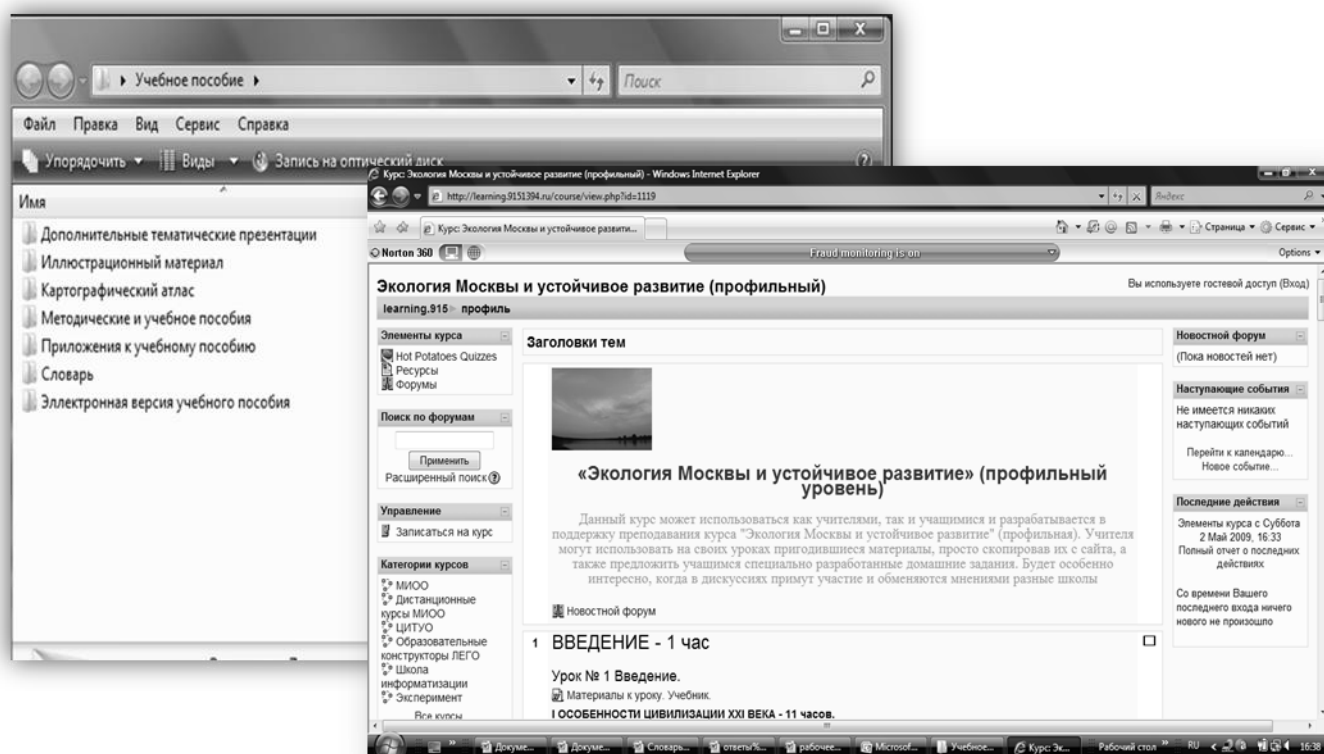 Учебное пособие
Поиск
Файл Правка Вид Сервис Справка
Упорядочить Виды Запись на оптический диск
Имя
Дополнительные тематические презентации
Иллюстрационный материал
Картографический атлас
Методические и учебное пособия
Приложения к учебному пособию
Словарь
Эллектронная версия учебного пособия
Курс: Экология Москвы и устойчивое развитие (профильный) - Windows Internet Explorer
http://learning.9151394.ru/course/view.php?id=1119
Яндекс
Курс: Экология Москвы и устойчивое развити...
Страница Сервис
Norton 360
Fraud monitoring is on
Options
Экология Москвы и устойчивое развитие (профильный)
Вы используете гостевой доступ (Вход)
learning.915 профиль
Элементы курса
Hot Potatoes Quizzes
Ресурсы
Форумы
Поиск по форумам
Применить
Расширенный поиск
Управление
Записаться на курс
Категории курсов
МИОО
Дистанционные
курсы МИОО
ЦИТУО
Образовательные
конструкторы ЛЕГО
Школа
информатизации
Эксперимент
Все курсы
Заголовки тем
«Экология Москвы и устойчивое развитие» (профильный
уровень)
Данный курс может использоваться как учителями, так и учащимися и разрабатывается в
поддержку преподавания курса "Экология Москвы и устойчивое развитие" (профильная). Учителя
могут использовать на своих уроках пригодившиеся материалы, просто скопировав их с сайта, а
также предложить учащимся специально разработанные домашние задания. Будет особенно
интересно, когда в дискуссиях примут участие и обменяются мнениями разные школы
Новостной форум
1 ВВЕДЕНИЕ - 1 час
Урок № 1 Введение.
Материалы к уроку. Учебник.
I ОСОБЕННОСТИ ЦИВИЛИЗАЦИИ XXI ВЕКА - 11 часов.
Новостной форум
(Пока новостей нет)
Наступающие события
Не имеется никаких
наступающих событий
Перейти к календарю...
Новое событие...
Последние действия
Элементы курса с Суббота
2 Май 2009, 16:33
Полный отчет о последних
действиях
Со времени Вашего
последнего входа ничего
нового не произошло
Докуме... Докуме... Словарь... ответы%... рабочее... Microsof... Учебное... Курс: Эк... Рабочий стол RU 16:38